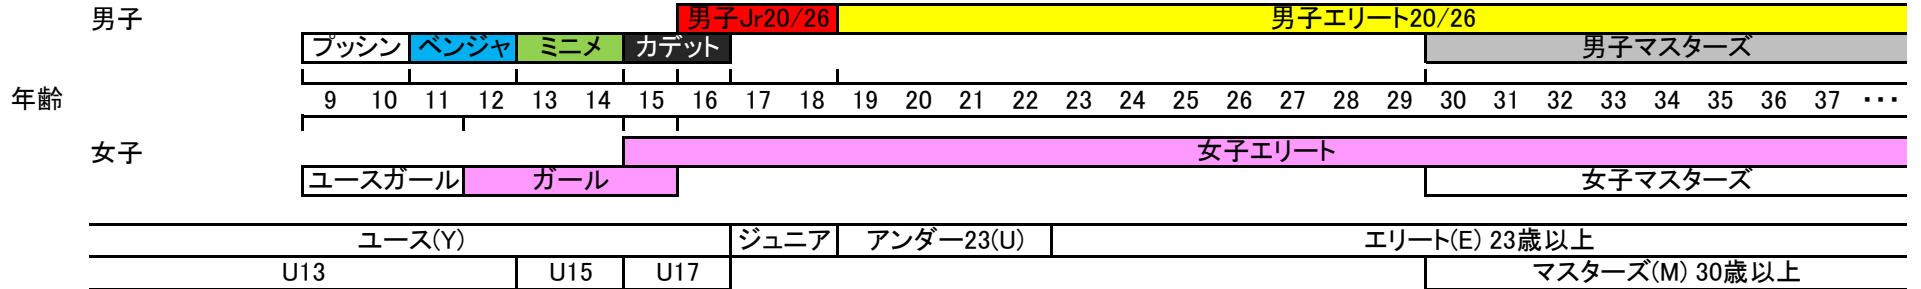 男子 男子Jr20/26 男子エリート20/26
プッシン ベンジャ ミニメ カデット 男子マスターズ
年齢 9 10 11 12 13 14 15 16 17 18 19 20 21 22 23 24 25 26 27 28 29 30 31 32 33 34 35 36 37 ･･･
女子 女子エリート
ユースガール ガール 女子マスターズ
ユース(Y) ジュニア アンダー23(U) エリート(E) 23歳以上
U13 U15 U17 マスターズ(M) 30歳以上